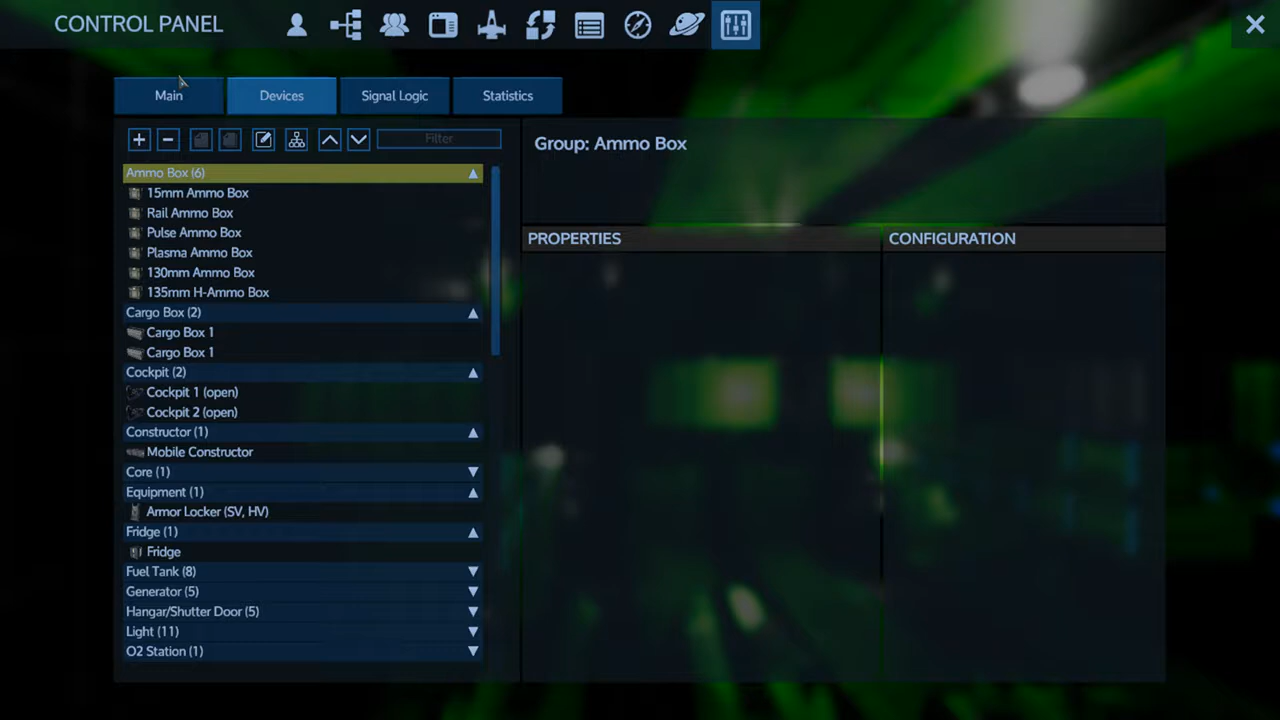 CONTROL PANEL
Main
Devices
Signal Logic
Statistics
Filter
Ammo Box (6)
15mm Ammo Box
Rail Ammo Box
Pulse Ammo Box
Plasma Ammo Box
130mm Ammo Box
135mm H-Ammo Box
Cargo Box (2)
Cargo Box 1
Cargo Box 1
Cockpit (2)
Cockpit 1 (open)
Cockpit 2 (open)
Constructor (1)
Mobile Constructor
Core (1)
Equipment (1)
Armor Locker (SV, HV)
Fridge (1)
Fridge
Fuel Tank (8)
Generator (5)
Hangar/Shutter Door (5)
Light (11)
O2 Station (1)
Group: Ammo Box
PROPERTIES
CONFIGURATION